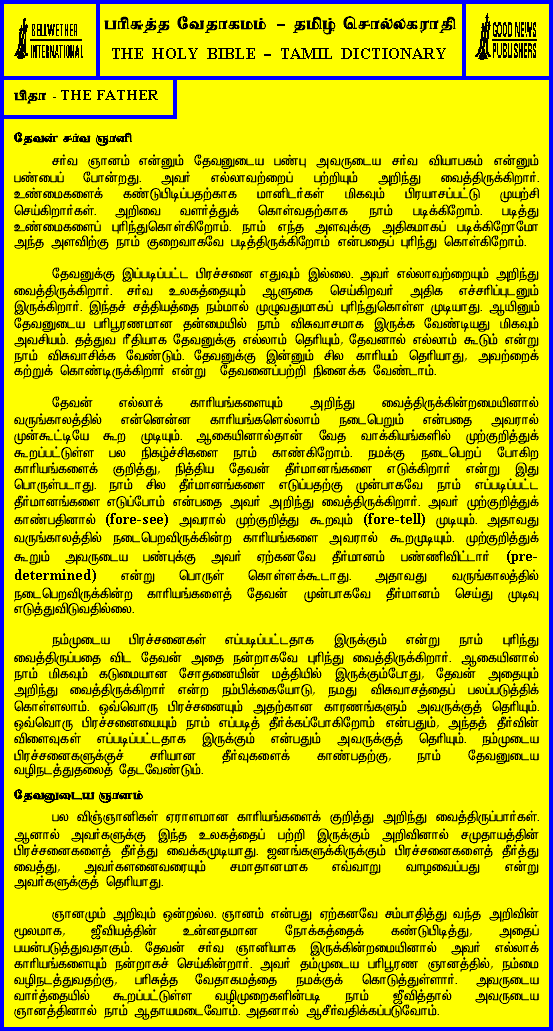 BELLWETHER
INTERNATIONAL
பரிசுத்த வேதாகமம் – தமிழ் சொல்லகராதி
THE HOLY BIBLE – TAMIL DICTIONARY
GOOD NEWS
PUBLISHERS
பிதா - THE FATHER
தேவன் சர்வ ஞானி
சர்வ ஞானம் என்னும் தேவனுடைய பண்பு அவருடைய சர்வ வியாபகம் என்னும்
பண்பைப் போன்றது. அவர் எல்லாவற்றைப் பற்றியும் அறிந்து வைத்திருக்கிறார்.
உண்மைகளைக் கண்டுபிடிப்பதற்காக மானிடர்கள் மிகவும் பிரயாசப்பட்டு முயற்சி
செய்கிறார்கள். அறிவை வளர்த்துக் கொள்வதற்காக நாம் படிக்கிறோம். படித்து
உண்மைகளைப் புரிந்துகொள்கிறோம். நாம் எந்த அளவுக்கு அதிகமாகப் படிக்கிறோமோ
அந்த அளவிற்கு நாம் குறைவாகவே படித்திருக்கிறோம் என்பதைப் புரிந்து கொள்கிறோம்.
தேவனுக்கு இப்படிப்பட்ட பிரச்சனை எதுவும் இல்லை. அவர் எல்லாவற்றையும் அறிந்து
வைத்திருக்கிறார். சர்வ உலகத்தையும் ஆளுகை செய்கிறவர் அதிக எச்சரிப்புடனும்
இருக்கிறார். இந்தச் சத்தியத்தை நம்மால் முழுவதுமாகப் புரிந்துகொள்ள முடியாது. ஆயினும்
தேவனுடைய பரிபூரணமான தன்மையில் நாம் விசுவாசமாக இருக்க வேண்டியது மிகவும்
அவசியம். தத்துவ ரீதியாக தேவனுக்கு எல்லாம் தெரியும், தேவனால் எல்லாம் கூடும் என்று
நாம் விசுவாசிக்க வேண்டும். தேவனுக்கு இன்னும் சில காரியம் தெரியாது, அவற்றைக்
கற்றுக் கொண்டிருக்கிறார் என்று தேவனைப்பற்றி நினைக்க வேண்டாம்.
தேவன் எல்லாக் காரியங்களையும் அறிந்து வைத்திருக்கின்றமையினால்
வருங்காலத்தில் என்னென்ன காரியங்களெல்லாம் நடைபெறும் என்பதை அவரால்
முன்கூட்டியே கூற முடியும். ஆகையினால்தான் வேத வாக்கியங்களில் முற்குறித்துக்
கூறப்பட்டுள்ள பல நிகழ்ச்சிகளை நாம் காண்கிறோம். நமக்கு நடைபெறப் போகிற
காரியங்களைக் குறித்து, நித்திய தேவன் தீர்மானங்களை எடுக்கிறார் என்று இது
பொருள்படாது. நாம் சில தீர்மானங்களை எடுப்பதற்கு முன்பாகவே நாம் எப்படிப்பட்ட
தீர்மானங்களை எடுப்போம் என்பதை அவர் அறிந்து வைத்திருக்கிறார். அவர் முற்குறித்துக்
காண்பதினால் (fore-see) அவரால் முற்குறித்து கூறவும் (fore-tell) முடியும். அதாவது
வருங்காலத்தில் நடைபெறவிருக்கின்ற காரியங்களை அவரால் கூறமுடியும். முற்குறித்துக்
கூறும் அவருடைய பண்புக்கு அவர் ஏற்கனவே தீர்மானம் பண்ணிவிட்டார் (pre-
determined) என்று பொருள் கொள்ளக்கூடாது. அதாவது வருங்காலத்தில்
நடைபெறவிருக்கின்ற காரியங்களைத் தேவன் முன்பாகவே தீர்மானம் செய்து முடிவு
எடுத்துவிடுவதில்லை.
நம்முடைய பிரச்சனைகள் எப்படிப்பட்டதாக இருக்கும் என்று நாம் புரிந்து
வைத்திருப்பதை விட தேவன் அதை நன்றாகவே புரிந்து வைத்திருக்கிறார். ஆகையினால்
நாம் மிகவும் கடுமையான சோதனையின் மத்தியில் இருக்கும்போது, தேவன் அதையும்
அறிந்து வைத்திருக்கிறார் என்ற நம்பிக்கையோடு, நமது விசுவாசத்தைப் பலப்படுத்திக்
கொள்ளலாம். ஒவ்வொரு பிரச்சனையும் அதற்கான காரணங்களும் அவருக்குத் தெரியும்.
ஒவ்வொரு பிரச்சனையையும் நாம் எப்படித் தீர்க்கப்போகிறோம் என்பதும், அந்தத் தீர்வின்
விளைவுகள் எப்படிப்பட்டதாக இருக்கும் என்பதும் அவருக்குத் தெரியும். நம்முடைய
பிரச்சனைகளுக்குச் சரியான தீர்வுகளைக் காண்பதற்கு, நாம் தேவனுடைய
வழிநடத்துதலைத் தேடவேண்டும்.
தேவனுடைய ஞானம்
பல விஞ்ஞானிகள் ஏராளமான காரியங்களைக் குறித்து அறிந்து வைத்திருப்பார்கள்.
ஆனால் அவர்களுக்கு இந்த உலகத்தைப் பற்றி இருக்கும் அறிவினால் சமுதாயத்தின்
பிரச்சனைகளைத் தீர்த்து வைக்கமுடியாது. ஜனங்களுக்கிருக்கும் பிரச்சனைகளைத் தீர்த்து
வைத்து, அவர்களனைவரையும் சமாதானமாக எவ்வாறு வாழவைப்பது என்று
அவர்களுக்குத் தெரியாது.
ஞானமும் அறிவும் ஒன்றல்ல. ஞானம் என்பது ஏற்கனவே சம்பாதித்து வந்த அறிவின்
மூலமாக, ஜீவியத்தின் உன்னதமான நோக்கத்தைக் கண்டுபிடித்து, அதைப்
பயன்படுத்துவதாகும். தேவன் சர்வ ஞானியாக இருக்கின்றமையினால் அவர் எல்லாக்
காரியங்களையும் நன்றாகச் செய்கின்றார். அவர் தம்முடைய பரிபூரண ஞானத்தில், நம்மை
வழிநடத்துவதற்கு, பரிசுத்த வேதாகமத்தை நமக்குக் கொடுத்துள்ளார். அவருடைய
வார்த்தையில் கூறப்பட்டுள்ள வழிமுறைகளின்படி நாம் ஜீவித்தால் அவருடைய
ஞானத்தினால் நாம் ஆதாயமடைவோம். அதனால் ஆசீர்வதிக்கப்படுவோம்.